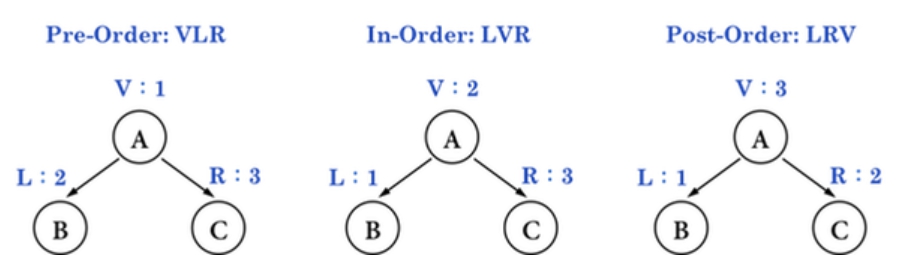 Pre-Order: VLR
V : 1
A
L : 2
R : 3
B
C
In-Order: LVR
V : 2
A
L : 1
R : 3
B
C
Post-Order: LRV
V : 3
A
L : 1
R : 2
B
C